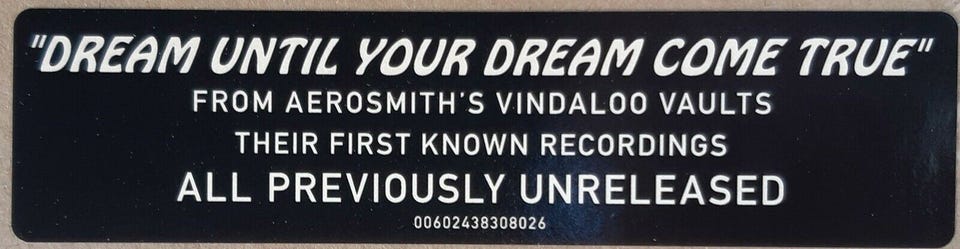 "DREAM UNTIL YOUR DREAM COME TRUE"
FROM AEROSMITH'S VINDALOO VAULTS
THEIR FIRST KNOWN RECORDINGS
ALL PREVIOUSLY UNRELEASED
00602438308026